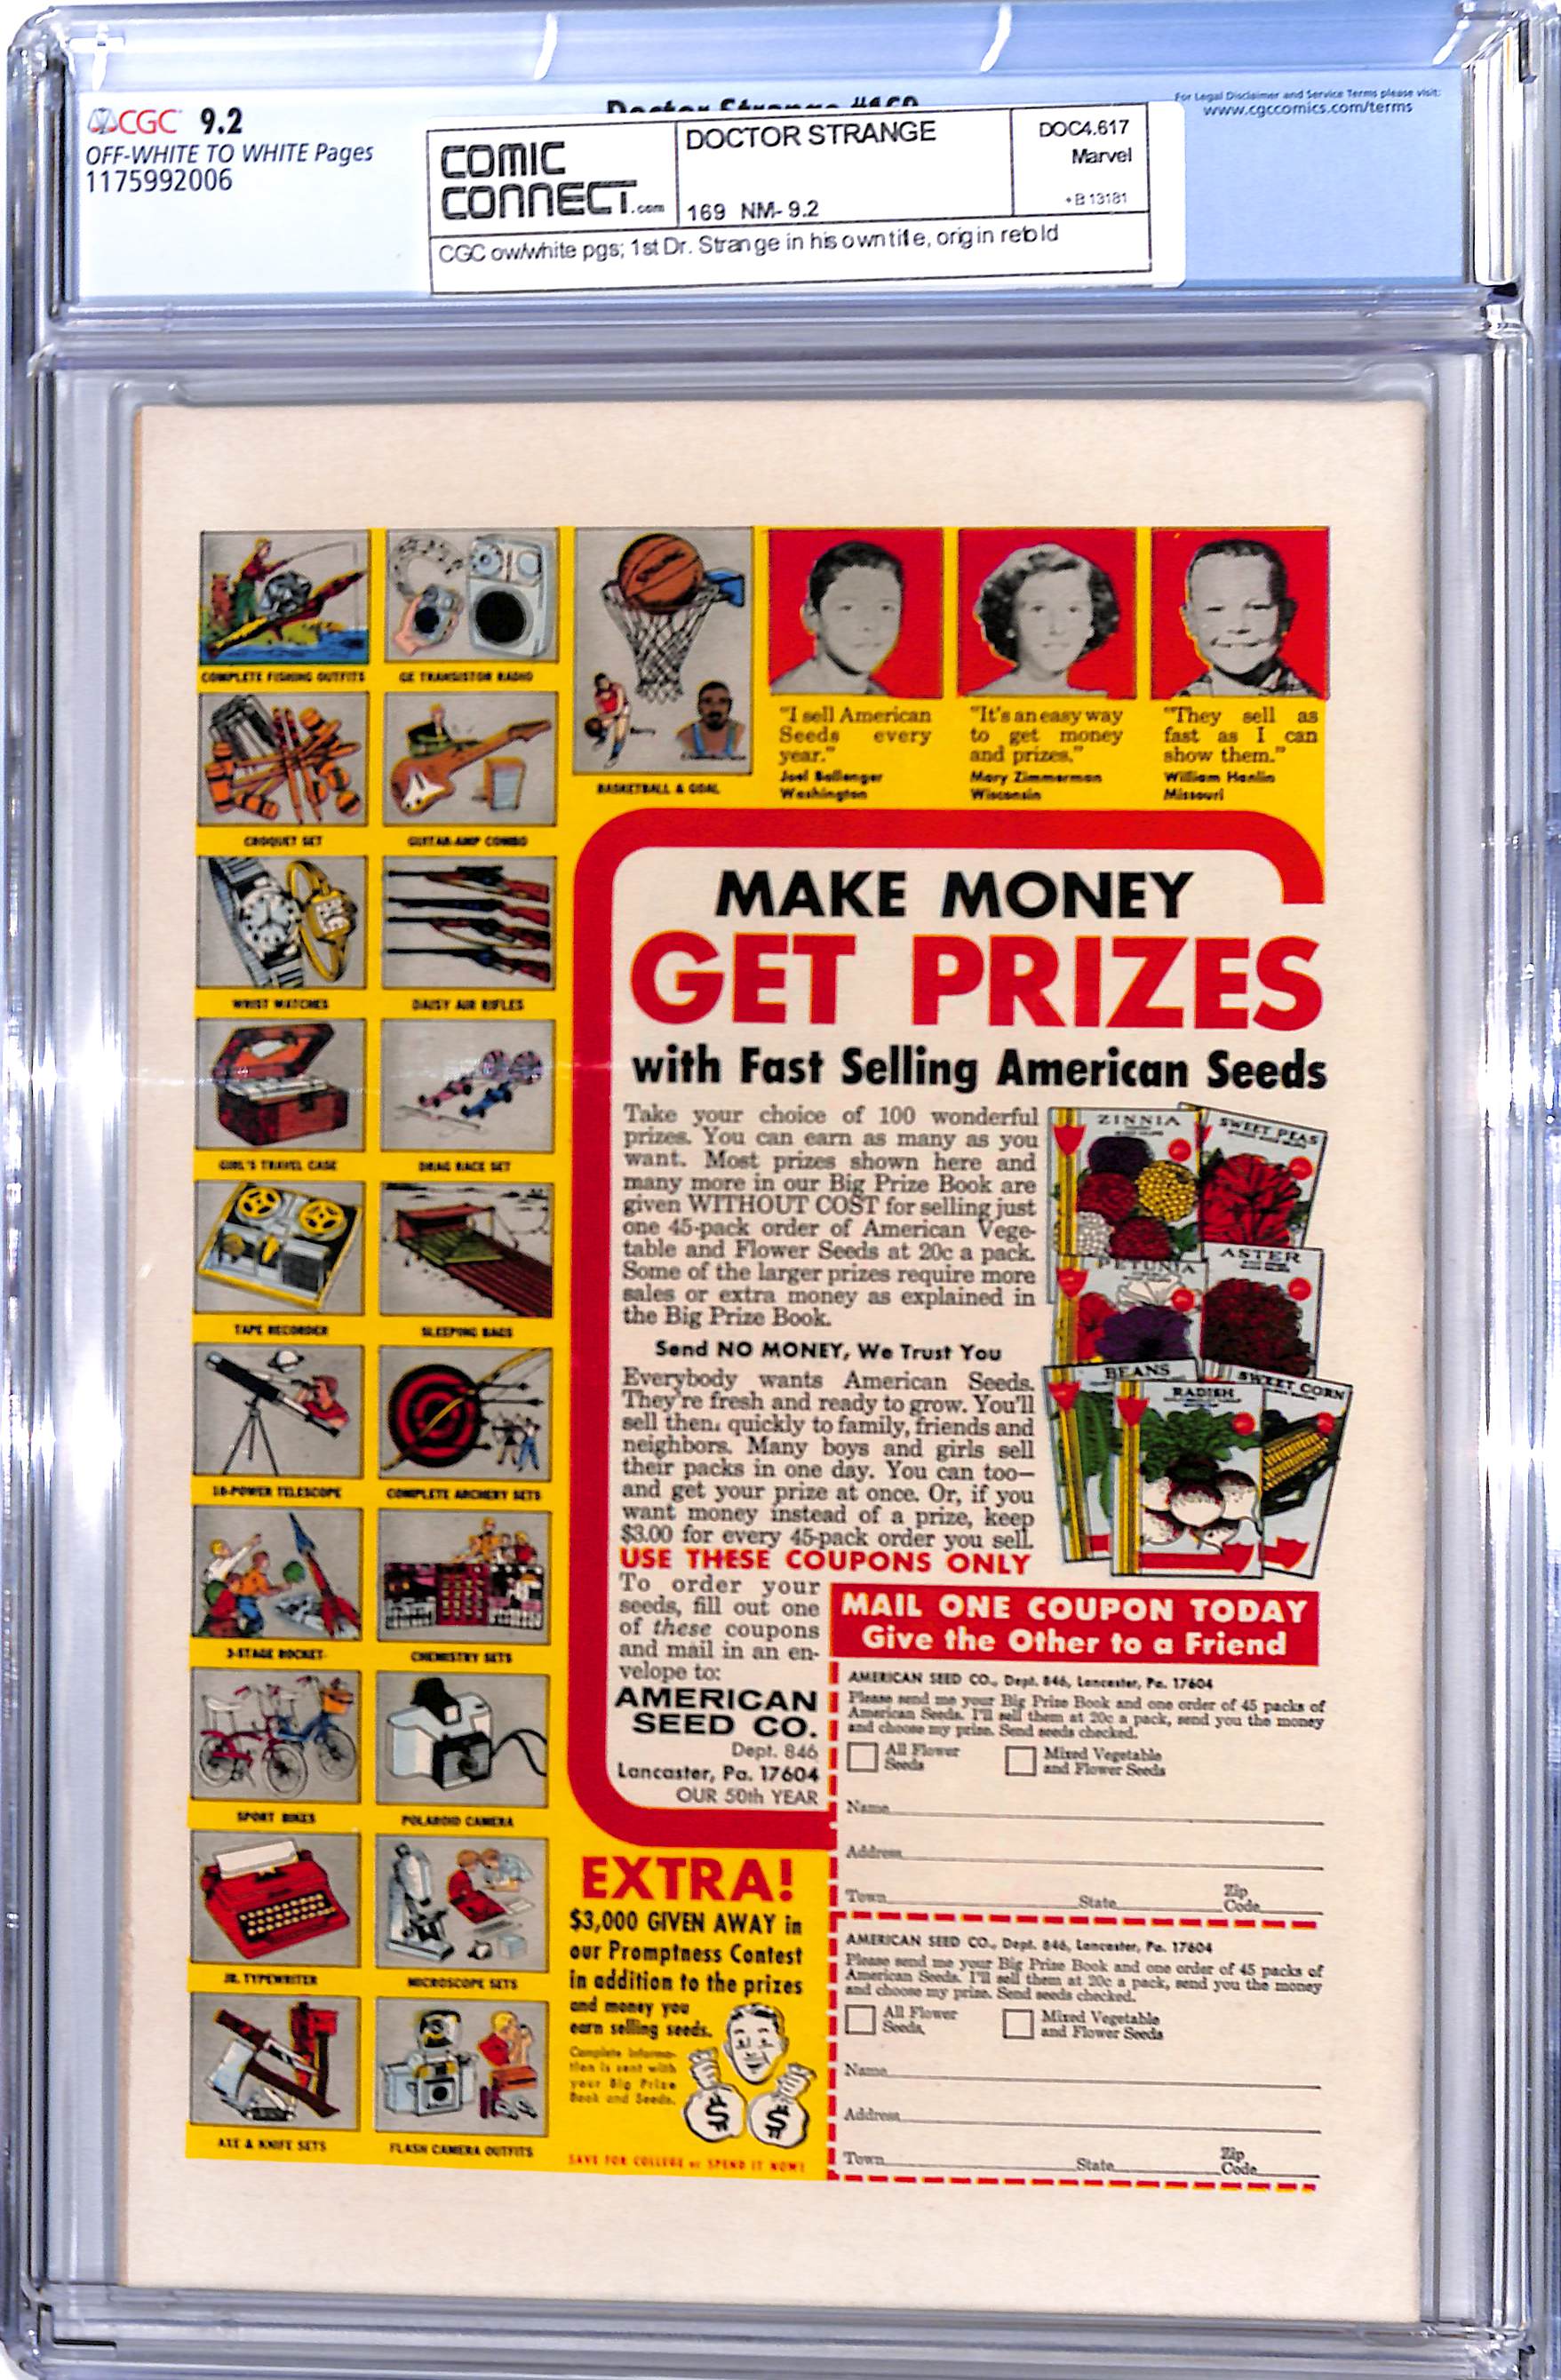 CGC 9.2
OFF-WHITE TO WHITE Pages
1175992006
Doctor Strange #169
For Legal Disclaimer and Service Terms please visit:
www.cgccomics.com/terms
COMIC
CONNECT.com
DOCTOR STRANGE
169 NM- 9.2
DOC4.617
Marvel
+B 13181
CGC ow/white pgs; 1st Dr. Strange in his own title, origin retold
COMPLETE FISHING OUTFITS
GE TRANSISTOR RADIO
CROQUET SET
GUITAR-AMP COMBO
BASKETBALL & GOAL
WRIST WATCHES
DAISY AIR RIFLES
GIRL'S TRAVEL CASE
DRAG RACE SET
TAPE RECORDER
SLEEPING BAGS
10-POWER TELESCOPE
COMPLETE ARCHERY SETS
3-STAGE ROCKET
CHEMISTRY SETS
SPORT BIKES
POLAROID CAMERA
JR. TYPEWRITER
MICROSCOPE SETS
AXE & KNIFE SETS
FLASH CAMERA OUTFITS
"I sell American
Seeds every
year."
Joel Ballenger
Washington
"It's an easy way
to get money
and prizes."
Mary Zimmerman
Wisconsin
"They sell as
fast as I can
show them."
William Hanlin
Missouri
MAKE MONEY
GET PRIZES
with Fast Selling American Seeds
Take your choice of 100 wonderful
prizes. You can earn as many as you
want. Most prizes shown here and
many more in our Big Prize Book are
given WITHOUT COST for selling just
one 45-pack order of American Vege-
table and Flower Seeds at 20c a pack.
Some of the larger prizes require more
sales or extra money as explained in
the Big Prize Book.
Send NO MONEY, We Trust You
Everybody wants American Seeds.
They're fresh and ready to grow. You'll
sell them quickly to family, friends and
neighbors. Many boys and girls sell
their packs in one day. You can too—
and get your prize at once. Or, if you
want money instead of a prize, keep
$3.00 for every 45-pack order you sell.
USE THESE COUPONS ONLY
To order your
seeds, fill out one
of these coupons
and mail in an en-
velope to:
AMERICAN
SEED CO.
Dept. 846
Lancaster, Pa. 17604
OUR 50th YEAR
ZINNIA
SWEET PEAS
PETUNIA
ASTER
BEANS
RADISH
SWEET CORN
MAIL ONE COUPON TODAY
Give the Other to a Friend
AMERICAN SEED CO., Dept. 846, Lancaster, Pa. 17604
Please send me your Big Prize Book and one order of 45 packs of
American Seeds. I'll sell them at 20c a pack, send you the money
and choose my prize. Send seeds checked.
All Flower
Seeds
Mixed Vegetable
and Flower Seeds
Name
Address
Town State Zip Code
AMERICAN SEED CO., Dept. 846, Lancaster, Pa. 17604
Please send me your Big Prize Book and one order of 45 packs of
American Seeds. I'll sell them at 20c a pack, send you the money
and choose my prize. Send seeds checked.
All Flower
Seeds
Mixed Vegetable
and Flower Seeds
Name
Address
Town State Zip Code
EXTRA!
$3,000 GIVEN AWAY in
our Promptness Contest
in addition to the prizes
and money you
earn selling seeds.
Complete informa-
tion is sent with
your Big Prize
Book and Seeds.
$ $
SAVE FOR COLLEGE or SPEND IT NOW!